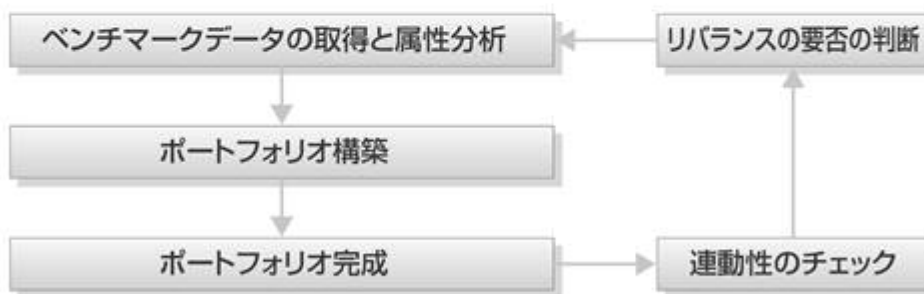 ベンチマークデータの取得と属性分析
リバランスの要否の判断
ポートフォリオ構築
ポートフォリオ完成
連動性のチェック